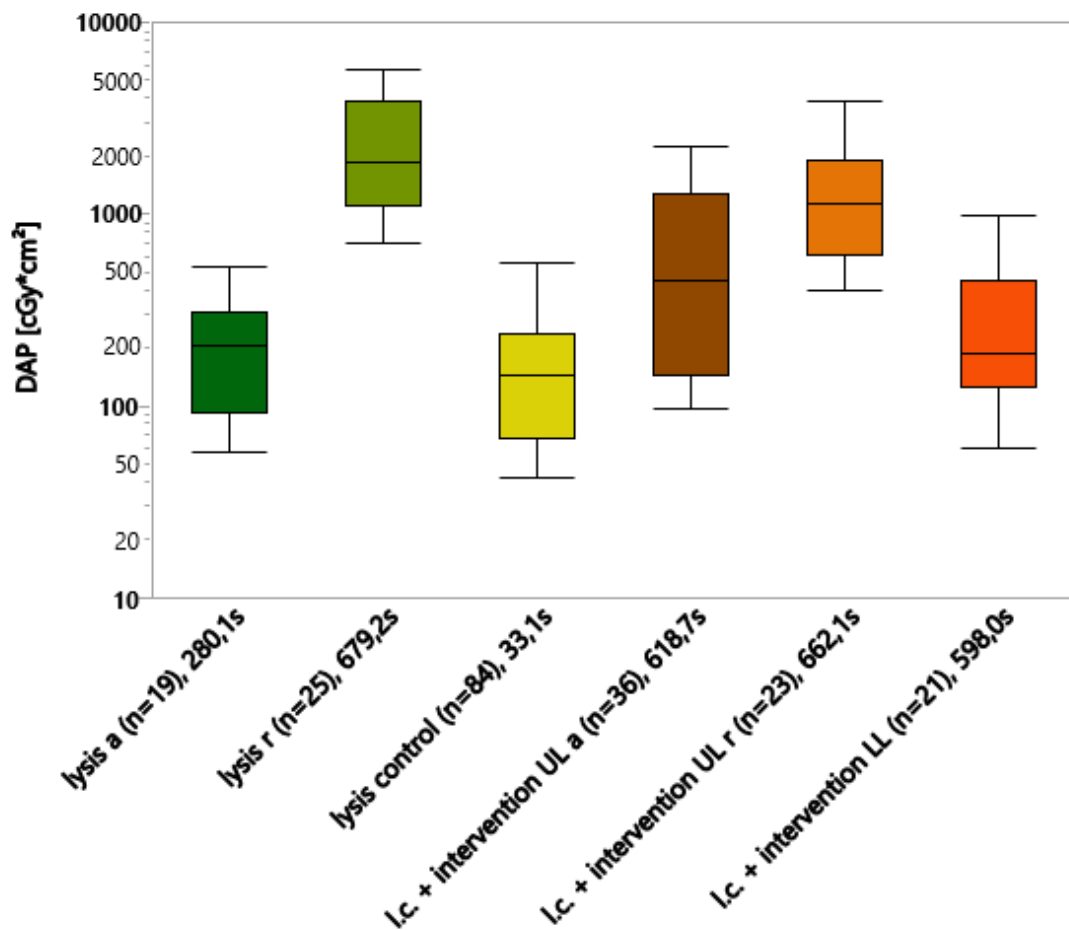 10000
5000
2000
1000
500
200
100
50
20
10
DAP [cGy*cm²]
lysis a (n=19), 280,1s
lysis r (n=25), 679,2s
lysis control (n=84), 33,1s
l.c. + intervention UL a (n=36), 618,7s
l.c. + intervention UL r (n=23), 662,1s
l.c. + intervention LL (n=21), 598,0s